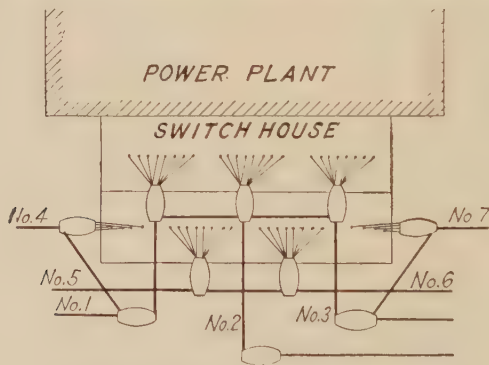 POWER PLANT
SWITCH HOUSE
No.4
No 7
No.5
No.6
No.1
No.2
No.3